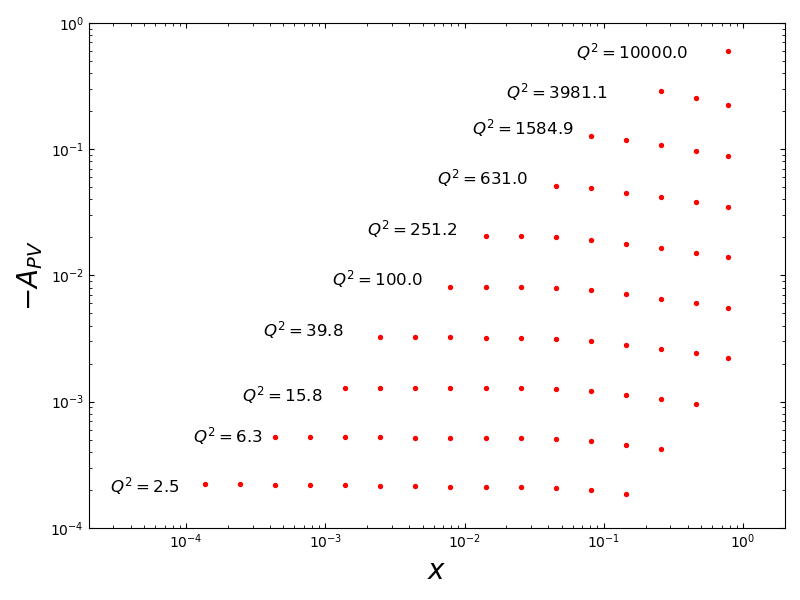 10⁰
Q² = 10000.0
Q² = 3981.1
Q² = 1584.9
10⁻¹
Q² = 631.0
Q² = 251.2
10⁻²
Q² = 100.0
Q² = 39.8
10⁻³
Q² = 15.8
Q² = 6.3
Q² = 2.5
10⁻⁴
−A_{PV}
10⁻⁴ 10⁻³ 10⁻² 10⁻¹ 10⁰
x